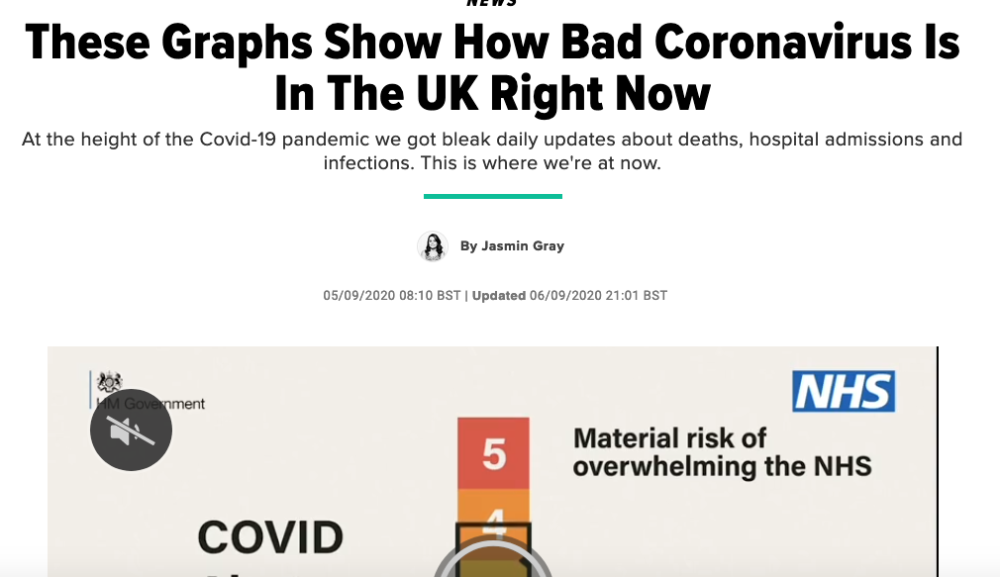 NEWS
These Graphs Show How Bad Coronavirus Is
In The UK Right Now
At the height of the Covid-19 pandemic we got bleak daily updates about deaths, hospital admissions and
infections. This is where we're at now.
By Jasmin Gray
05/09/2020 08:10 BST | Updated 06/09/2020 21:01 BST
HM Government
NHS
5
Material risk of
overwhelming the NHS
4
COVID